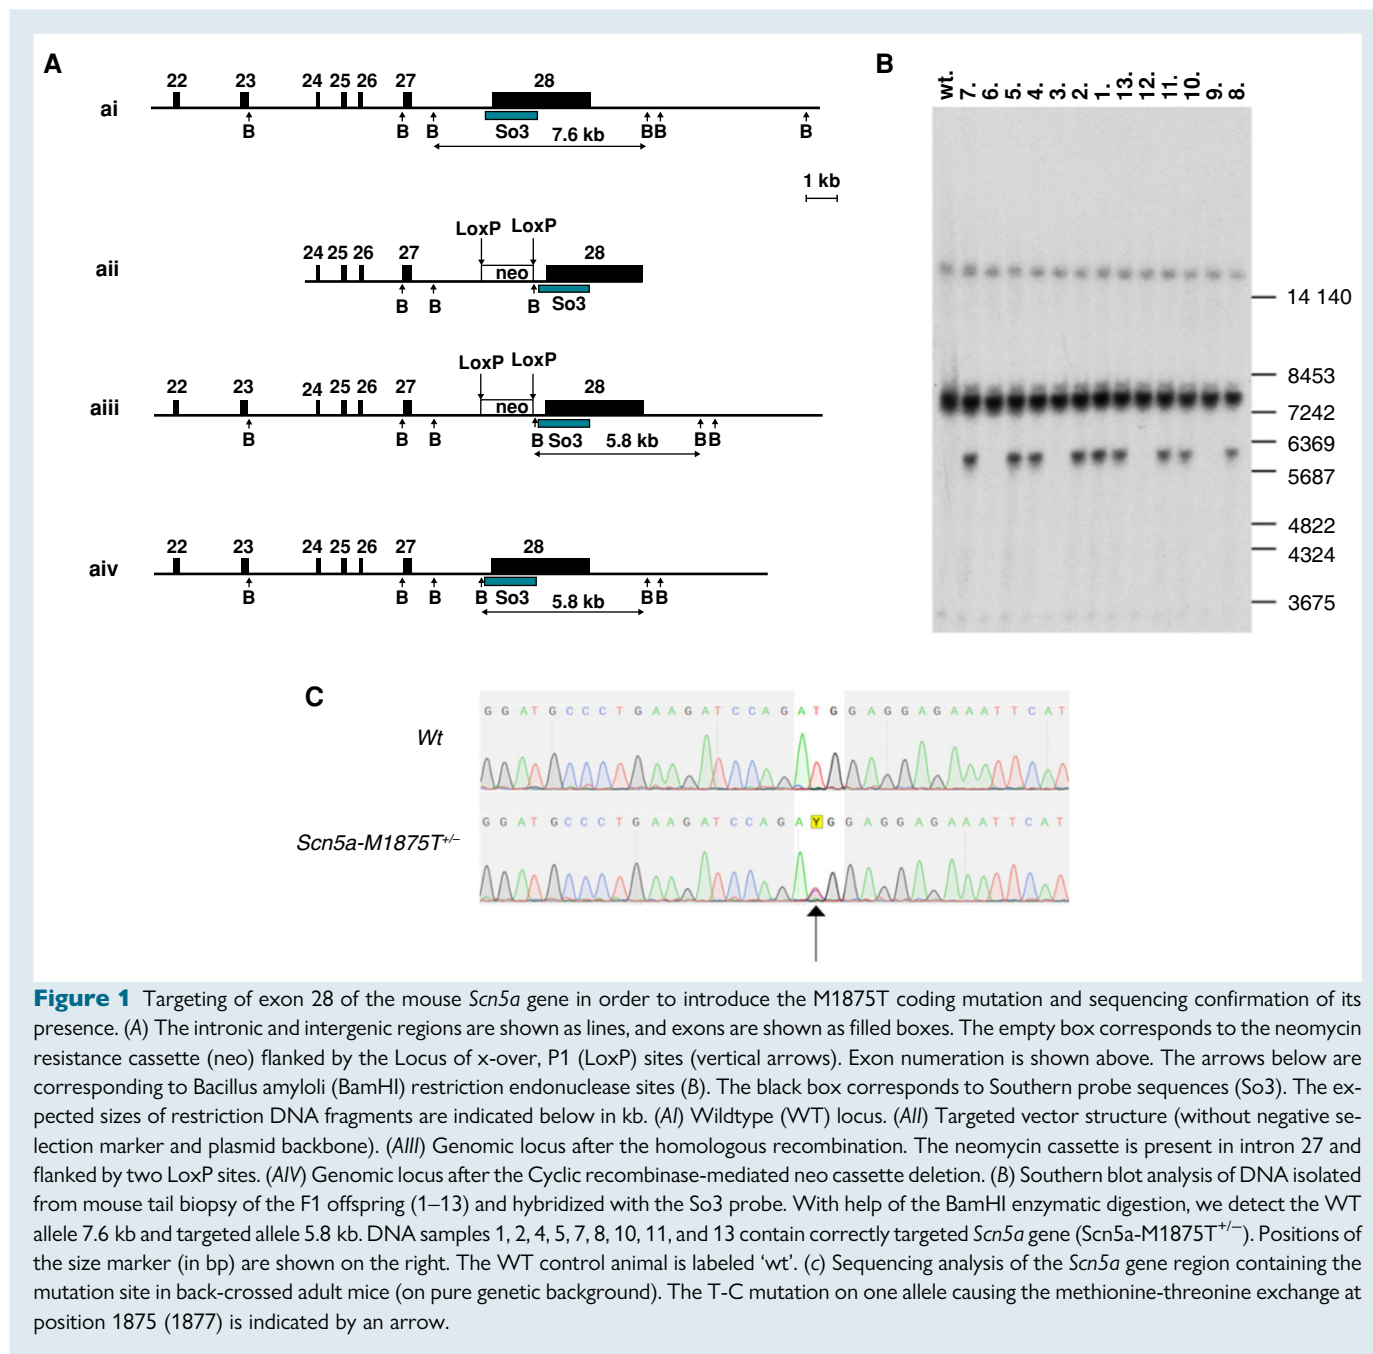 A
22 23 24 25 26 27 28
ai
B B B So3 7.6 kb B B B
1 kb
LoxP LoxP
24 25 26 27 neo 28
aii
B B B So3
LoxP LoxP
22 23 24 25 26 27 neo 28
aiii
B B B B So3 5.8 kb B B
22 23 24 25 26 27 28
aiv
B B B B So3 5.8 kb B B
B
wt. 7. 6. 5. 4. 3. 2. 1. 13. 12. 11. 10. 9. 8.
14 140
8453
7242
6369
5687
4822
4324
3675
C
G G A T G C C C T G A A G A T C C A G A T G G A G G A G A A A T T C A T
Wt
G G A T G C C C T G A A G A T C C A G A Y G G A G G A G A A A T T C A T
Scn5a-M1875T+/−
Figure 1 Targeting of exon 28 of the mouse Scn5a gene in order to introduce the M1875T coding mutation and sequencing confirmation of its
presence. (A) The intronic and intergenic regions are shown as lines, and exons are shown as filled boxes. The empty box corresponds to the neomycin
resistance cassette (neo) flanked by the Locus of x-over, P1 (LoxP) sites (vertical arrows). Exon numeration is shown above. The arrows below are
corresponding to Bacillus amyloli (BamHI) restriction endonuclease sites (B). The black box corresponds to Southern probe sequences (So3). The ex-
pected sizes of restriction DNA fragments are indicated below in kb. (AI) Wildtype (WT) locus. (AII) Targeted vector structure (without negative se-
lection marker and plasmid backbone). (AIII) Genomic locus after the homologous recombination. The neomycin cassette is present in intron 27 and
flanked by two LoxP sites. (AIV) Genomic locus after the Cyclic recombinase-mediated neo cassette deletion. (B) Southern blot analysis of DNA isolated
from mouse tail biopsy of the F1 offspring (1–13) and hybridized with the So3 probe. With help of the BamHI enzymatic digestion, we detect the WT
allele 7.6 kb and targeted allele 5.8 kb. DNA samples 1, 2, 4, 5, 7, 8, 10, 11, and 13 contain correctly targeted Scn5a gene (Scn5a-M1875T+/−). Positions of
the size marker (in bp) are shown on the right. The WT control animal is labeled ‘wt’. (c) Sequencing analysis of the Scn5a gene region containing the
mutation site in back-crossed adult mice (on pure genetic background). The T-C mutation on one allele causing the methionine-threonine exchange at
position 1875 (1877) is indicated by an arrow.